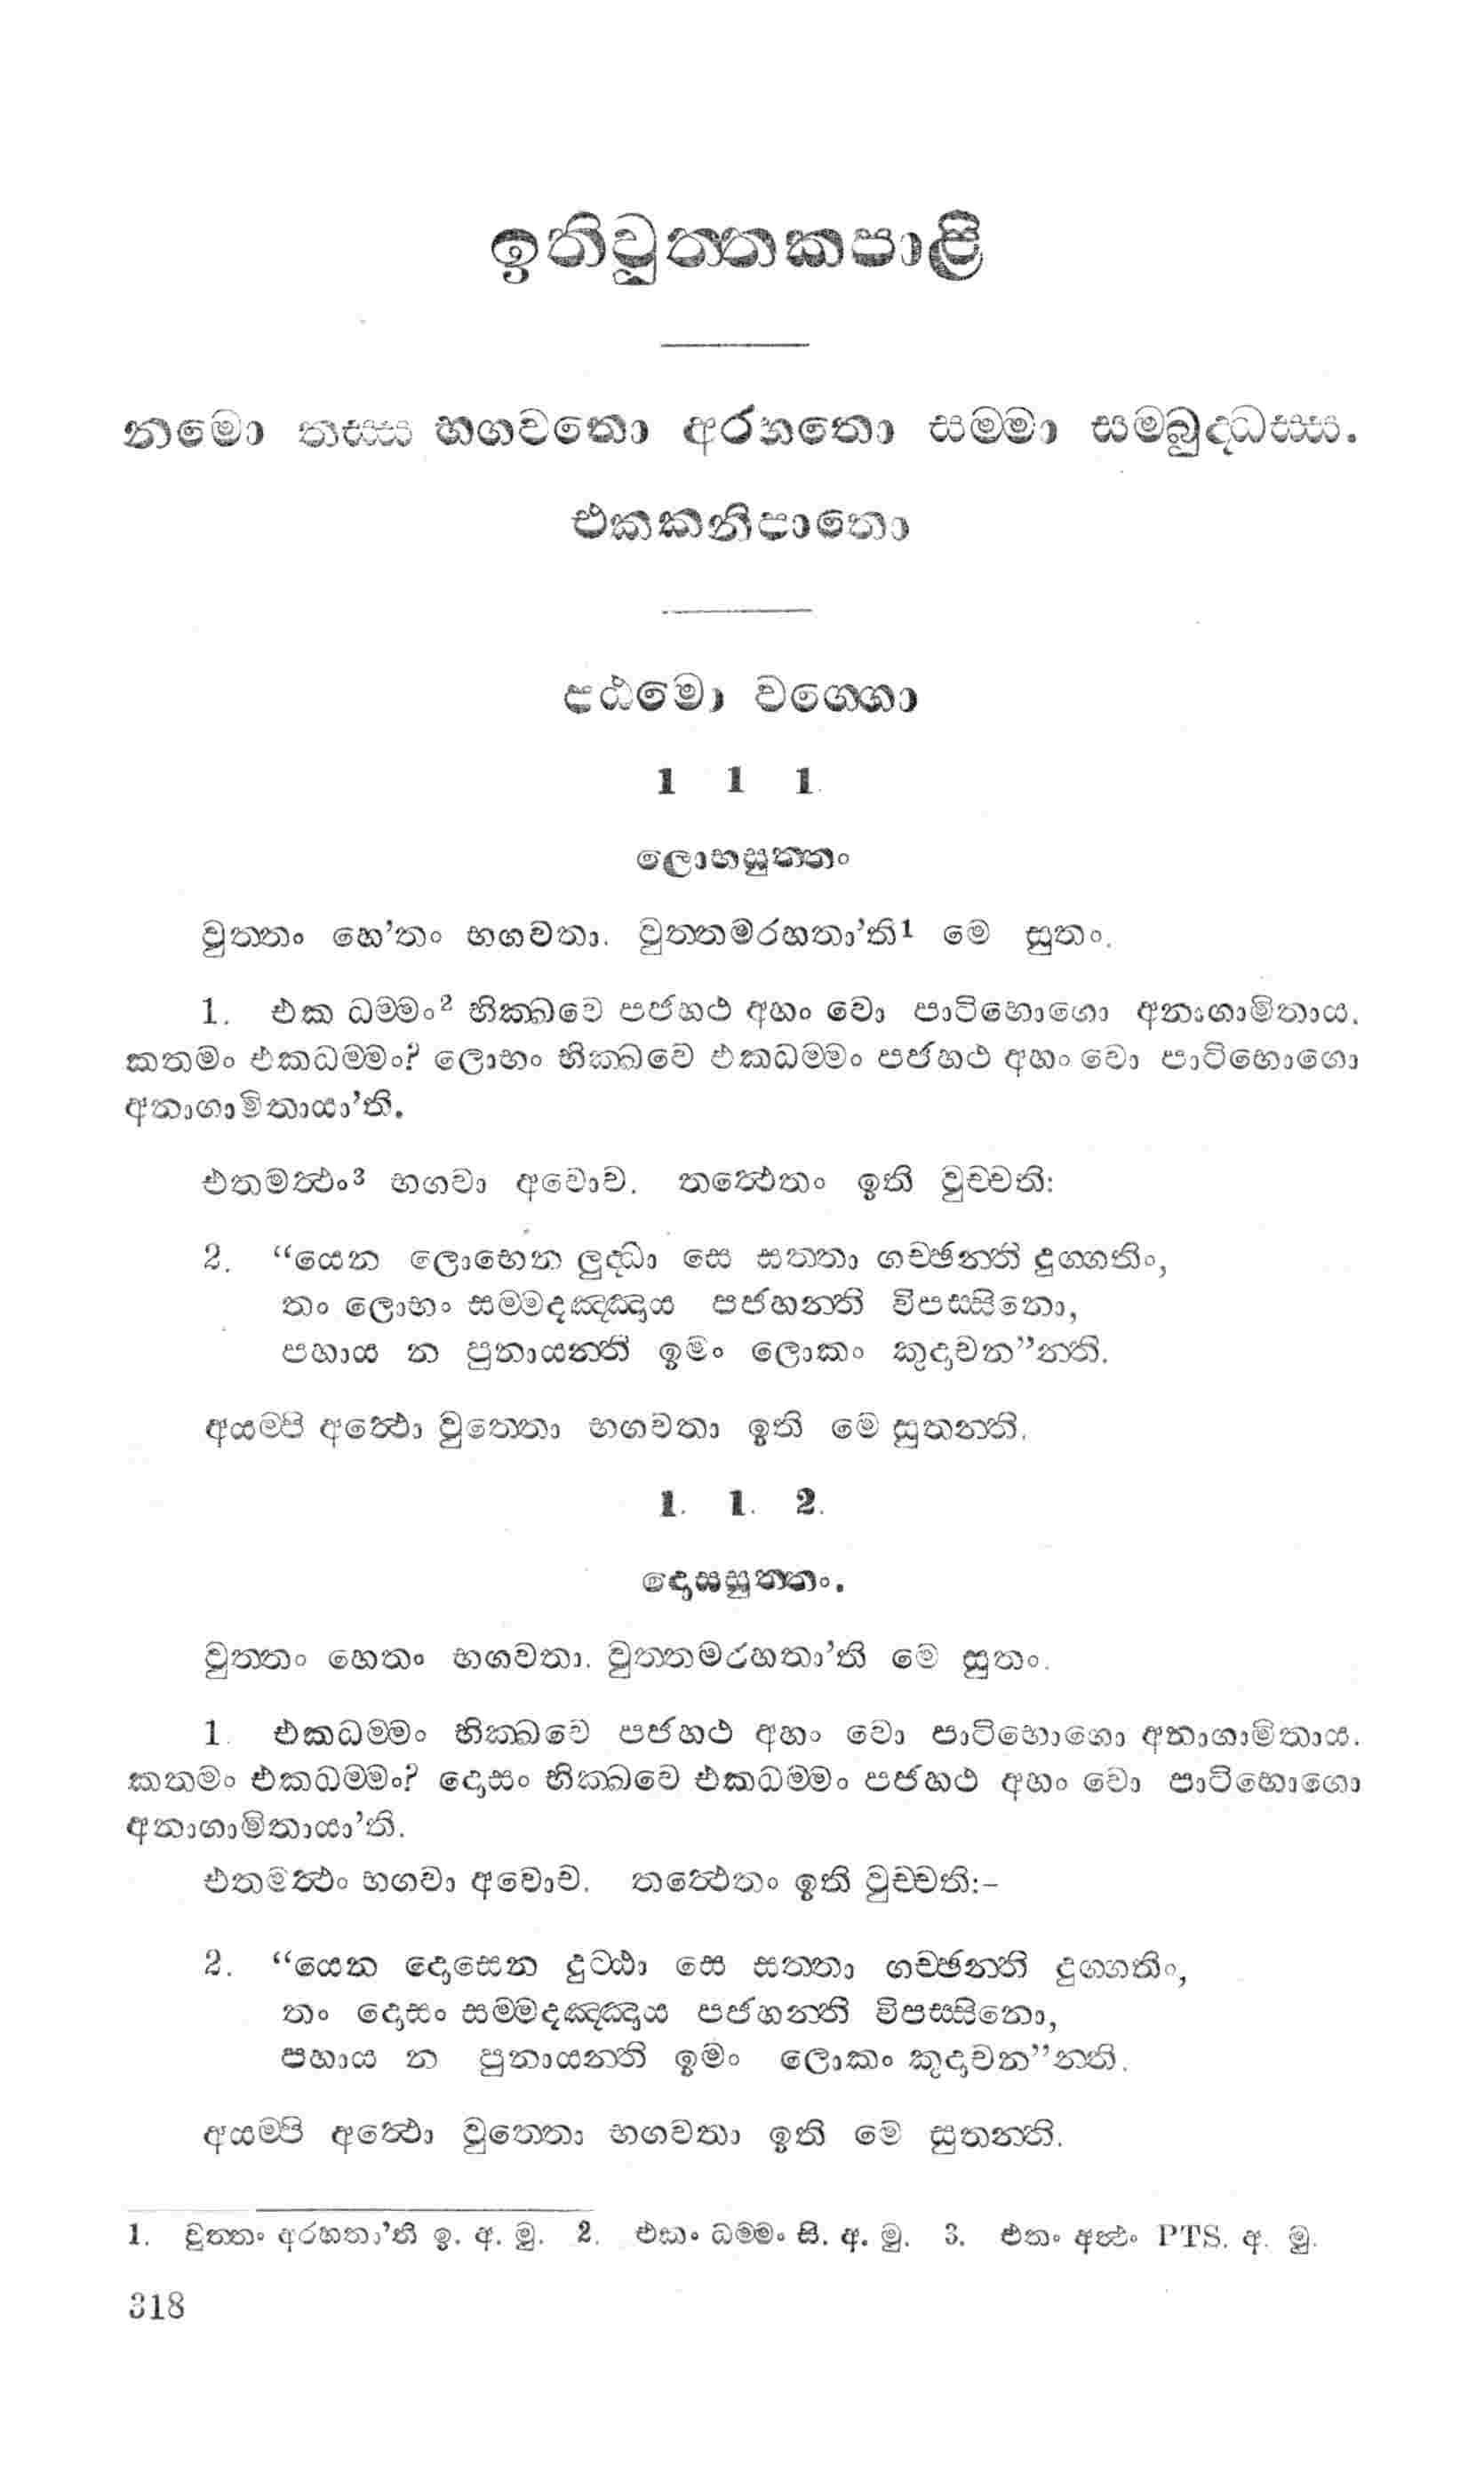 ඉතිවුත්තකපාළි
නමො තස්ස භගවතො අරහතො සම්මා සම්බුද්ධස්ස.
එකකනිපාතො
පඨමො වග්ගො
1 1 1
ලොභසුත්තං
වුත්තං හෙ’තං භගවතා. වුත්තමරහතා’ති1 මෙ සුතං.
1. එක ධම්මං2 භික්ඛවෙ පජහථ අහං වො පාටිභොගො අනාගාමිතාය.
කතමං එකධම්මං? ලොභං භික්ඛවෙ එකධම්මං පජහථ අහං වො පාටිභොගො
අනාගාමිතායා’ති.
එතමත්ථං3 භගවා අවොච. තත්ථෙතං ඉති වුච්චති:
2. “යෙන ලොභෙන ලුද්ධා සෙ සත්තා ගච්ඡන්ති දුග්ගතිං,
තං ලොභං සම්මදඤ්ඤාය පජහන්ති විපස්සිනො,
පහාය න පුනායන්ති ඉමං ලොකං කුදාචන”න්ති.
අයම්පි අත්ථො වුත්තො භගවතා ඉති මෙ සුතන්ති.
1. 1. 2.
දොසසුත්තං.
වුත්තං හෙතං භගවතා. වුත්තමරහතා’ති මෙ සුතං.
1. එකධම්මං භික්ඛවෙ පජහථ අහං වො පාටිභොගො අනාගාමිතාය.
කතමං එකධම්මං? දොසං භික්ඛවෙ එකධම්මං පජහථ අහං වො පාටිභොගො
අනාගාමිතායා’ති.
එතමත්ථං භගවා අවොච. තත්ථෙතං ඉති වුච්චති:-
2. “යෙන දොසෙන දුට්ඨා සෙ සත්තා ගච්ඡන්ති දුග්ගතිං,
තං දොසං සම්මදඤ්ඤාය පජහන්ති විපස්සිනො,
පහාය න පුනායන්ති ඉමං ලොකං කුදාචන”න්ති.
අයම්පි අත්ථො වුත්තො භගවතා ඉති මෙ සුතන්ති.
1. වුත්තං අරහතා’ති ඉ. අ. මු. 2. එකං ධම්මං සි. අ. මු. 3. එතං අත්ථං PTS. අ. මු.
318